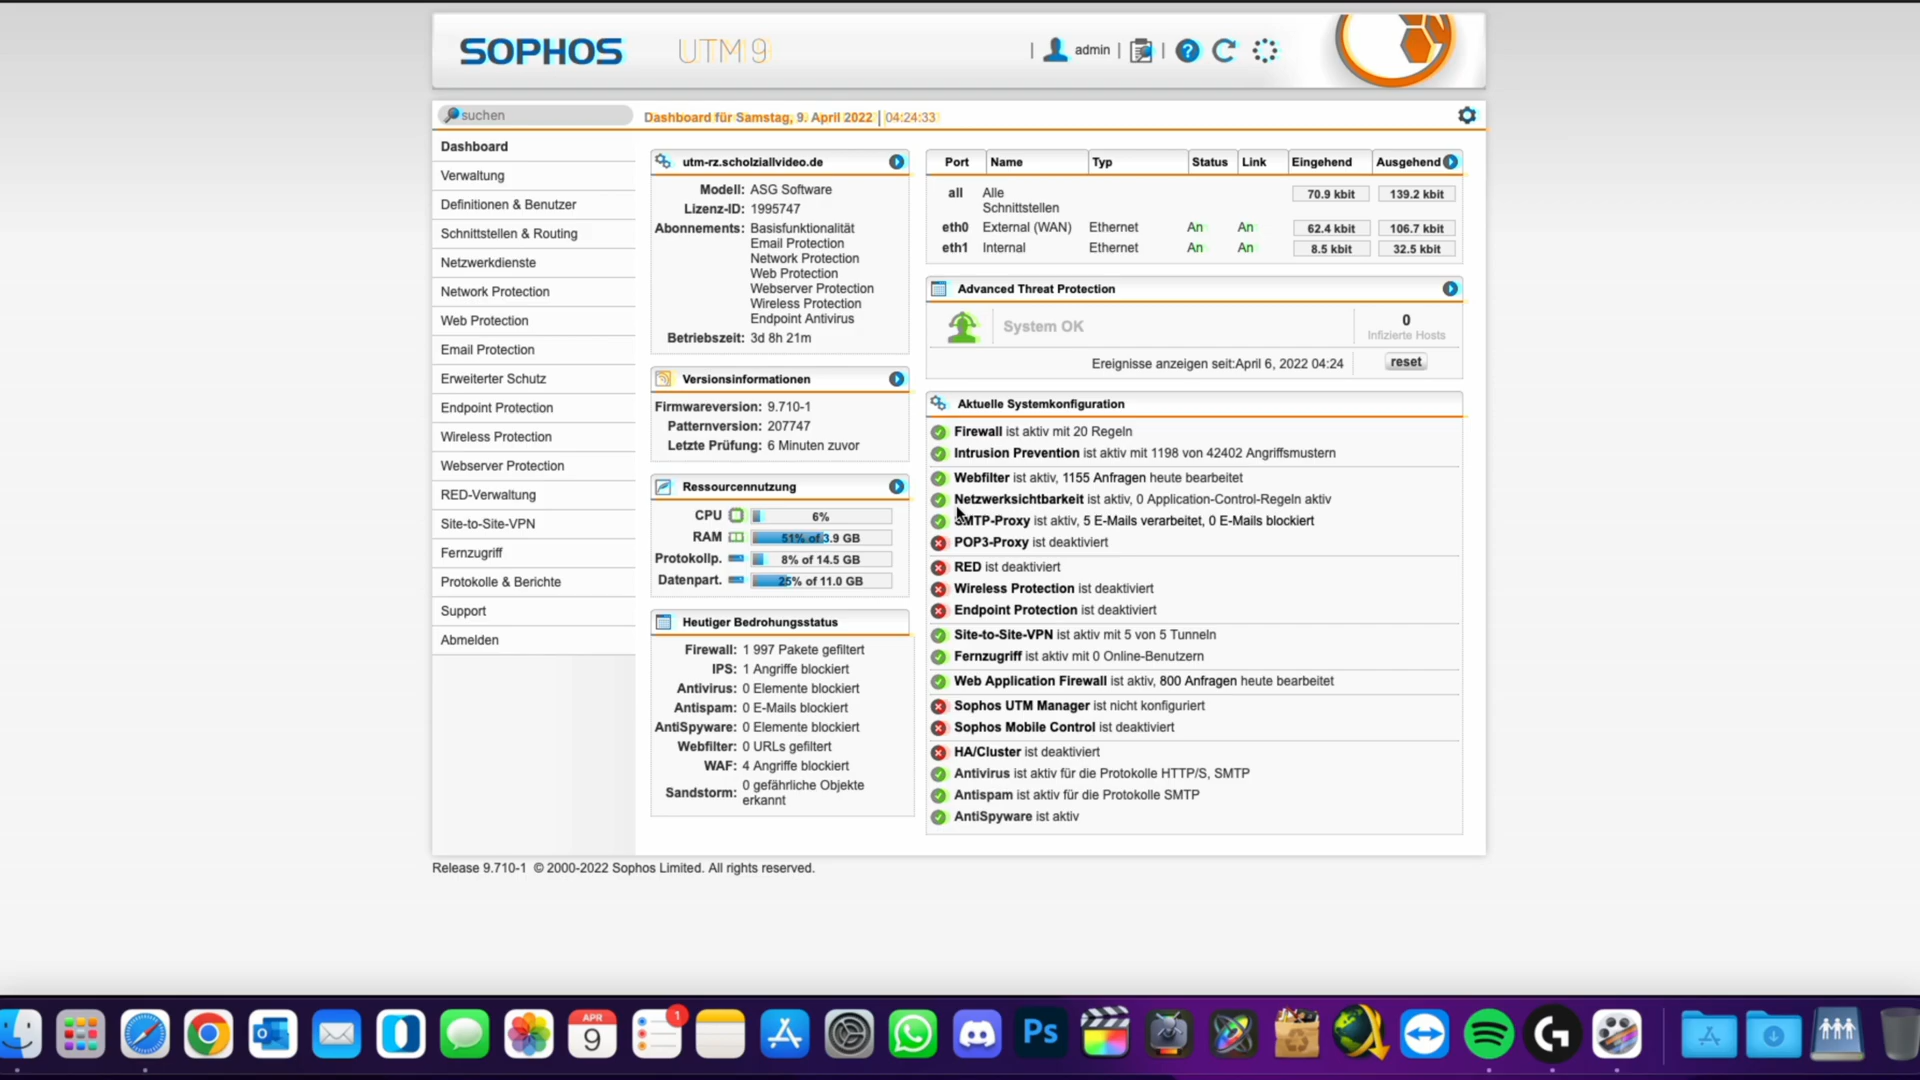 SOPHOS UTM 9
| admin | |
suchen
Dashboard für Samstag, 9. April 2022 | 04:24:33
Dashboard
Verwaltung
Definitionen & Benutzer
Schnittstellen & Routing
Netzwerkdienste
Network Protection
Web Protection
Email Protection
Erweiterter Schutz
Endpoint Protection
Wireless Protection
Webserver Protection
RED-Verwaltung
Site-to-Site-VPN
Fernzugriff
Protokolle & Berichte
Support
Abmelden
utm-rz.scholziallvideo.de
Modell: ASG Software
Lizenz-ID: 1995747
Abonnements: Basisfunktionalität
Email Protection
Network Protection
Web Protection
Webserver Protection
Wireless Protection
Endpoint Antivirus
Betriebszeit: 3d 8h 21m
Versionsinformationen
Firmwareversion: 9.710-1
Patternversion: 207747
Letzte Prüfung: 6 Minuten zuvor
Ressourcennutzung
CPU 6%
RAM 51% of 3.9 GB
Protokollp. 8% of 14.5 GB
Datenpart. 25% of 11.0 GB
Heutiger Bedrohungsstatus
Firewall: 1 997 Pakete gefiltert
IPS: 1 Angriffe blockiert
Antivirus: 0 Elemente blockiert
Antispam: 0 E-Mails blockiert
AntiSpyware: 0 Elemente blockiert
Webfilter: 0 URLs gefiltert
WAF: 4 Angriffe blockiert
Sandstorm: 0 gefährliche Objekte
erkannt
Port Name Typ Status Link Eingehend Ausgehend
all Alle Schnittstellen 70.9 kbit 139.2 kbit
eth0 External (WAN) Ethernet An An 62.4 kbit 106.7 kbit
eth1 Internal Ethernet An An 8.5 kbit 32.5 kbit
Advanced Threat Protection
System OK
0
Infizierte Hosts
Ereignisse anzeigen seit:April 6, 2022 04:24 reset
Aktuelle Systemkonfiguration
Firewall ist aktiv mit 20 Regeln
Intrusion Prevention ist aktiv mit 1198 von 42402 Angriffsmustern
Webfilter ist aktiv, 1155 Anfragen heute bearbeitet
Netzwerksichtbarkeit ist aktiv, 0 Application-Control-Regeln aktiv
SMTP-Proxy ist aktiv, 5 E-Mails verarbeitet, 0 E-Mails blockiert
POP3-Proxy ist deaktiviert
RED ist deaktiviert
Wireless Protection ist deaktiviert
Endpoint Protection ist deaktiviert
Site-to-Site-VPN ist aktiv mit 5 von 5 Tunneln
Fernzugriff ist aktiv mit 0 Online-Benutzern
Web Application Firewall ist aktiv, 800 Anfragen heute bearbeitet
Sophos UTM Manager ist nicht konfiguriert
Sophos Mobile Control ist deaktiviert
HA/Cluster ist deaktiviert
Antivirus ist aktiv für die Protokolle HTTP/S, SMTP
Antispam ist aktiv für die Protokolle SMTP
AntiSpyware ist aktiv
Release 9.710-1 © 2000-2022 Sophos Limited. All rights reserved.
APR
9
1
Ps